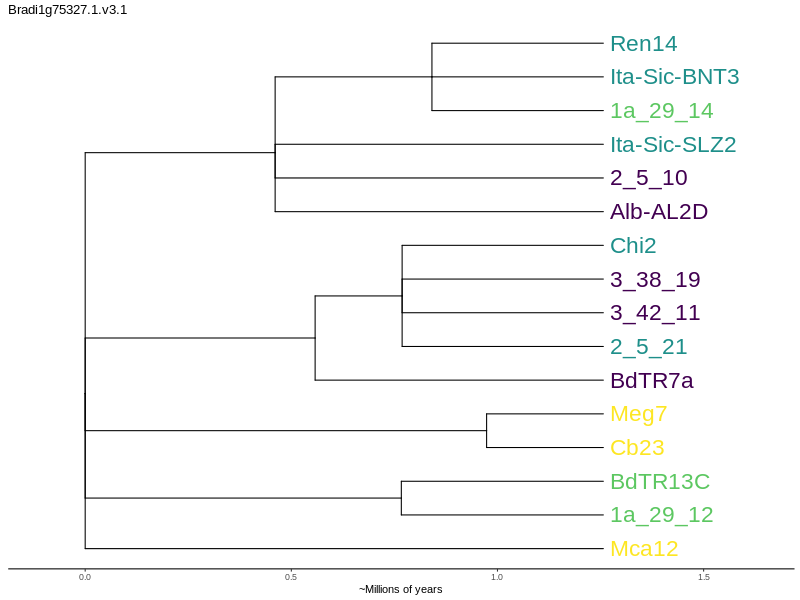 Bradi1g75327.1.v3.1
Ren14
Ita-Sic-BNT3
1a_29_14
Ita-Sic-SLZ2
2_5_10
Alb-AL2D
Chi2
3_38_19
3_42_11
2_5_21
BdTR7a
Meg7
Cb23
BdTR13C
1a_29_12
Mca12
0.0 0.5 1.0 1.5
~Millions of years